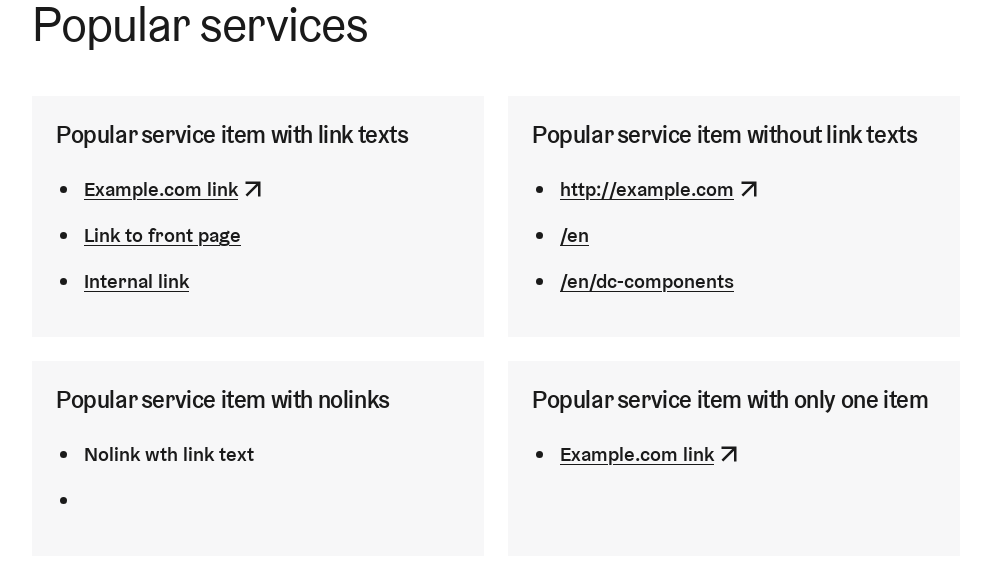 Popular services
Popular service item with link texts
Example.com link
Link to front page
Internal link
Popular service item without link texts
http://example.com
/en
/en/dc-components
Popular service item with nolinks
Nolink wth link text
Popular service item with only one item
Example.com link